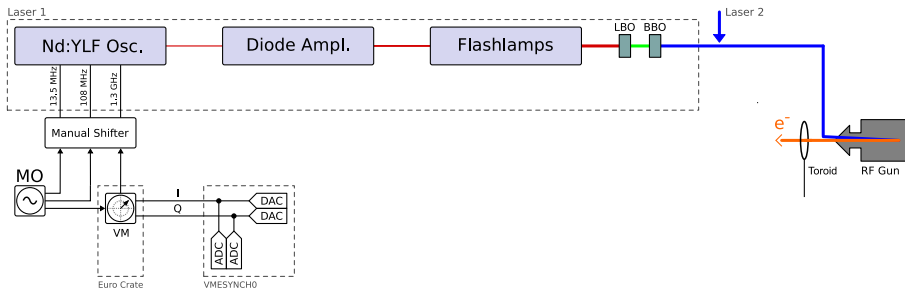 Laser 1
Laser 2
LBO
BBO
Nd:YLF Osc.
Diode Ampl.
Flashlamps
13.5 MHz
108 MHz
1.3 GHz
e-
Manual Shifter
Toroid
RF Gun
MO
I
Q
DAC
DAC
VM
ADC
ADC
Euro Crate
VMESYNCH0